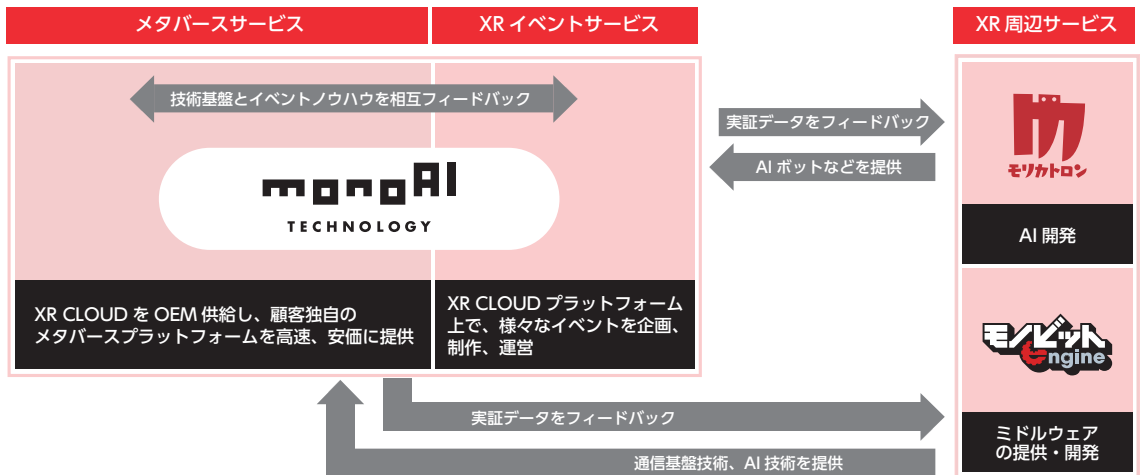 メタバースサービス
XR イベントサービス
XR 周辺サービス
技術基盤とイベントノウハウを相互フィードバック
monoAI
TECHNOLOGY
XR CLOUD を OEM 供給し、顧客独自の
メタバースプラットフォームを高速、安価に提供
XR CLOUD プラットフォーム
上で、様々なイベントを企画、
制作、運営
実証データをフィードバック
AI ボットなどを提供
モリカトロン
AI 開発
モノビット
Engine
ミドルウェア
の提供・開発
実証データをフィードバック
通信基盤技術、AI 技術を提供